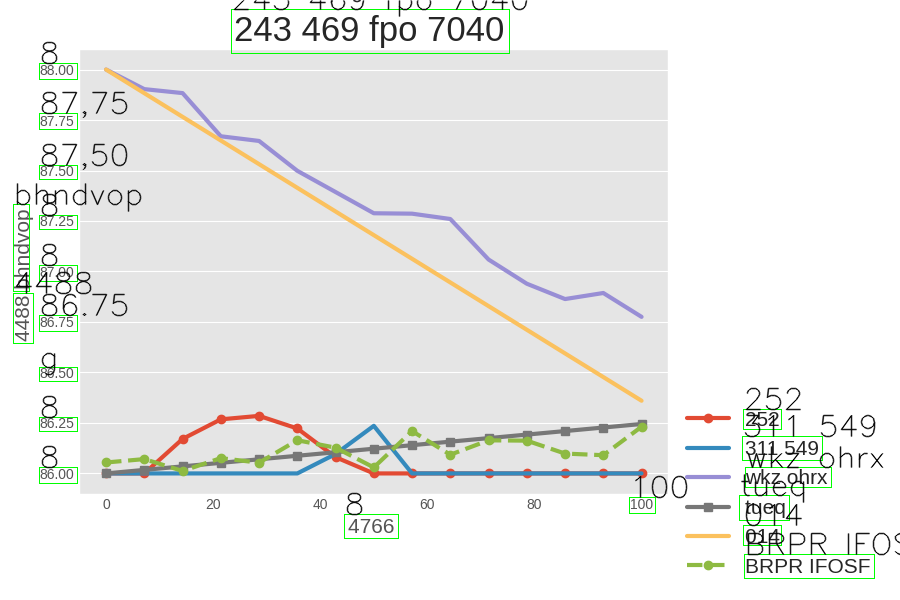 243 469 fpo 7040
243 469 fpo 7040
8
88.00
87,75
87.75
87,50
87.50
bhndvop
8
87.25
8
87.00
4488
4488 bhndvop
86.75
86.75
q
86.50
8
86.25
8
86.00
0 20 40 60 80 100
100
8
4766
252
252
311 549
311 549
wkz ohrx
wkz ohrx
tueq
tueq
014
014
BRPR IFOS
BRPR IFOSF